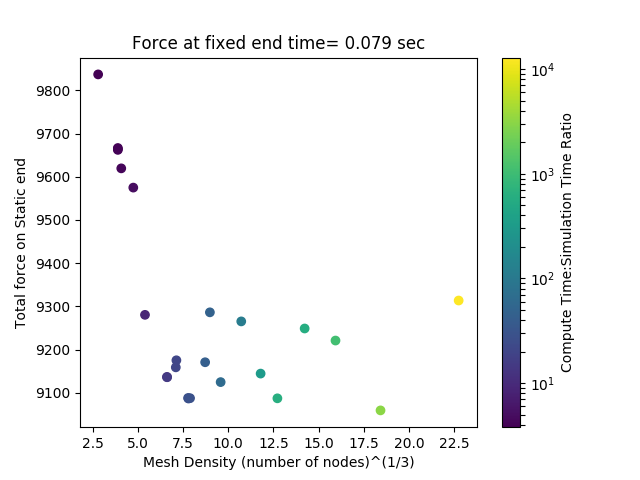 Force at fixed end time= 0.079 sec
Total force on Static end
9800
9700
9600
9500
9400
9300
9200
9100
2.5 5.0 7.5 10.0 12.5 15.0 17.5 20.0 22.5
Mesh Density (number of nodes)^(1/3)
10^4
10^3
10^2
10^1
Compute Time:Simulation Time Ratio